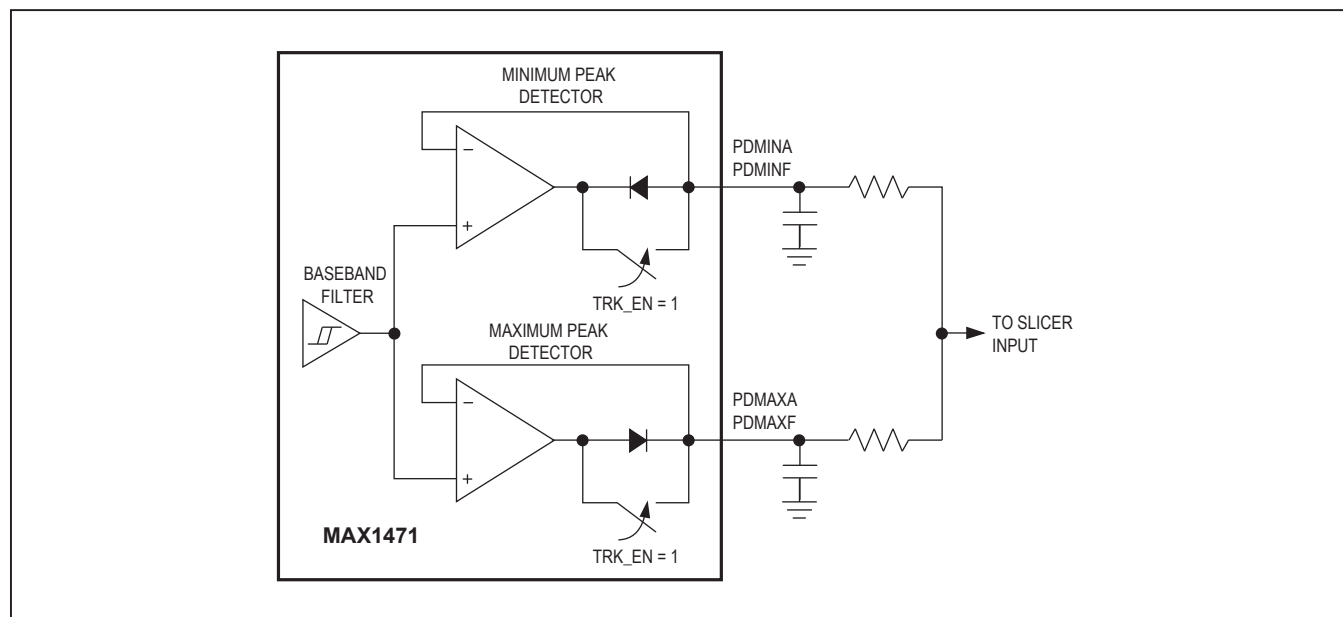 MINIMUM PEAK
DETECTOR
PDMINA
PDMINF
−
+
BASEBAND
FILTER
TRK_EN = 1
TO SLICER
INPUT
MAXIMUM PEAK
DETECTOR
PDMAXA
PDMAXF
−
+
MAX1471
TRK_EN = 1